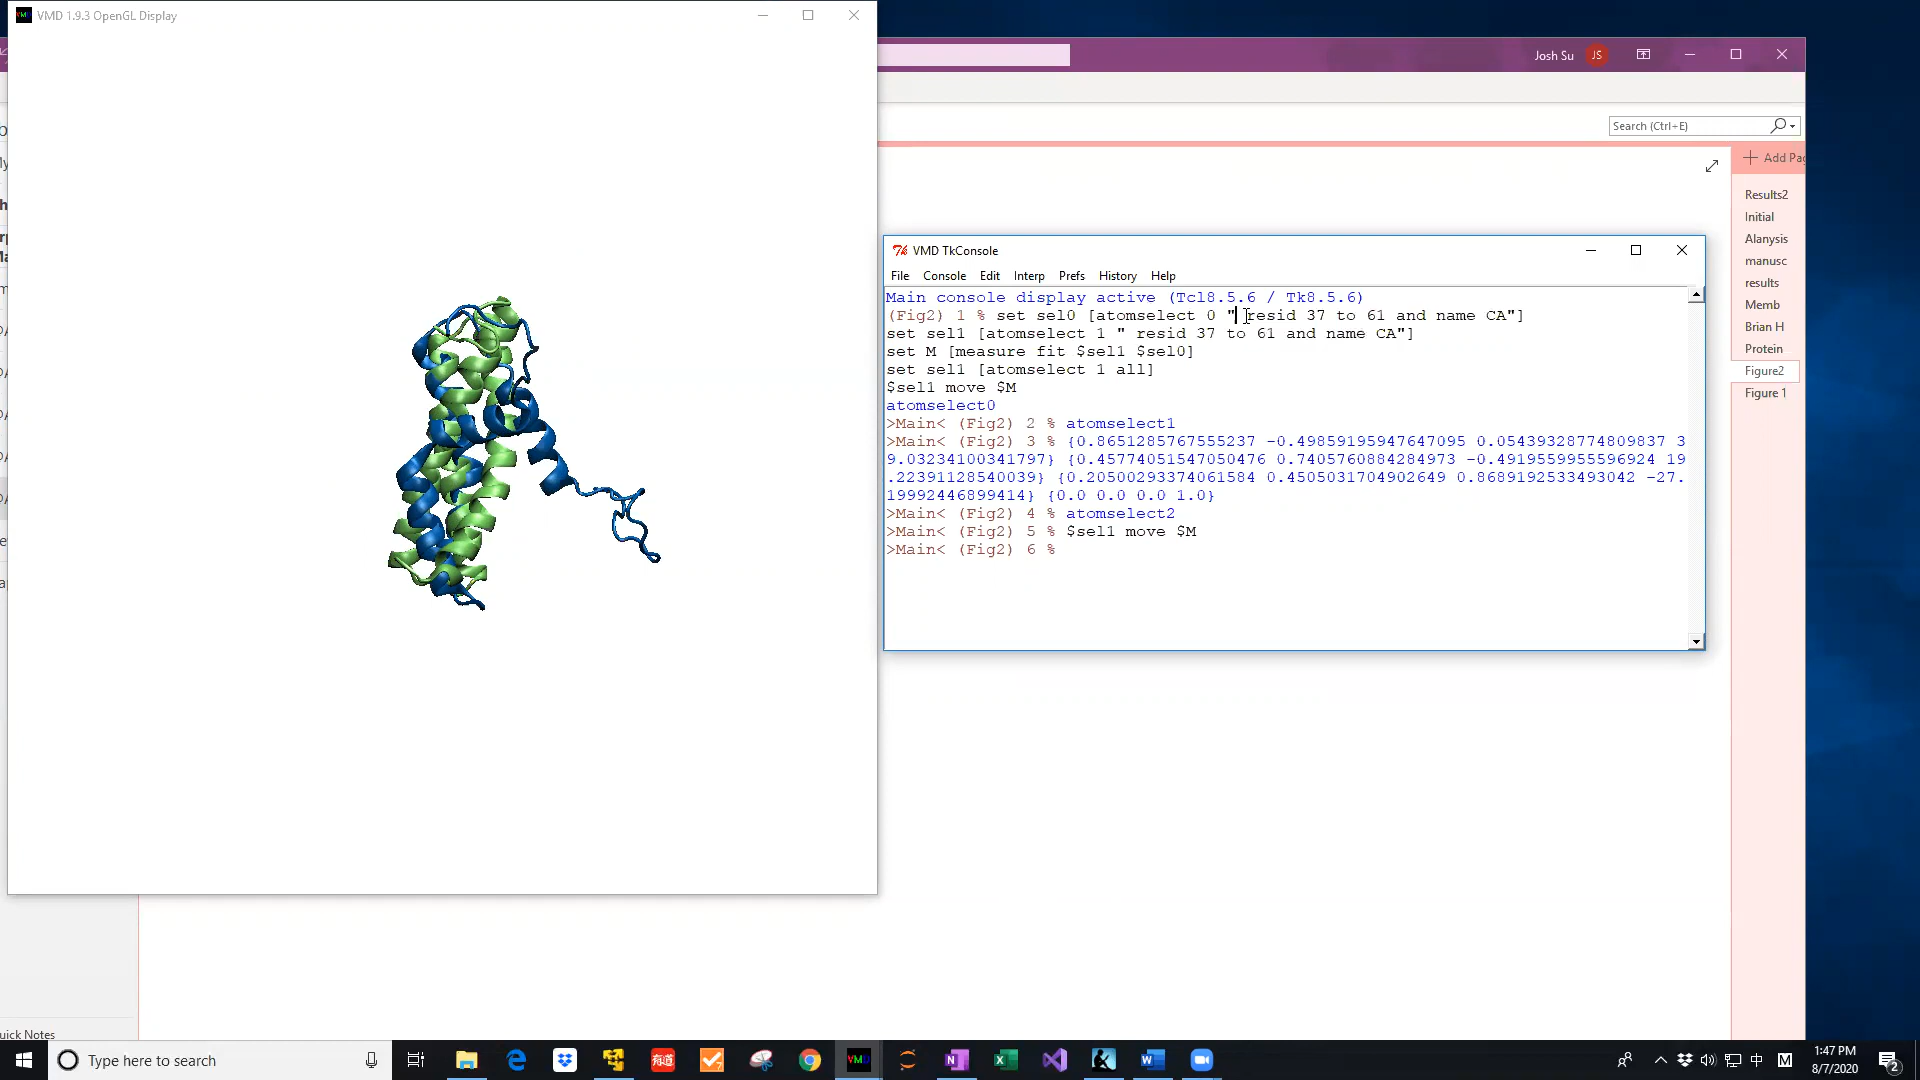 VMD 1.9.3 OpenGL Display
Josh Su
JS
Search (Ctrl+E)
Add Pag
Results2
Initial
Alanysis
manusc
results
Memb
Brian H
Protein
Figure2
Figure 1
VMD TkConsole
File Console Edit Interp Prefs History Help
Main console display active (Tcl8.5.6 / Tk8.5.6)
(Fig2) 1 % set sel0 [atomselect 0 " resid 37 to 61 and name CA"]
set sel1 [atomselect 1 " resid 37 to 61 and name CA"]
set M [measure fit $sel1 $sel0]
set sel1 [atomselect 1 all]
$sel1 move $M
atomselect0
>Main< (Fig2) 2 % atomselect1
>Main< (Fig2) 3 % {0.8651285767555237 -0.49859195947647095 0.05439328774809837 3
9.03234100341797} {0.45774051547050476 0.7405760884284973 -0.4919559955596924 19
.22391128540039} {0.20500293374061584 0.4505031704902649 0.8689192533493042 -27.
19992446899414} {0.0 0.0 0.0 1.0}
>Main< (Fig2) 4 % atomselect2
>Main< (Fig2) 5 % $sel1 move $M
>Main< (Fig2) 6 %
uick Notes
Type here to search
有道
中
M
1:47 PM
8/7/2020
2